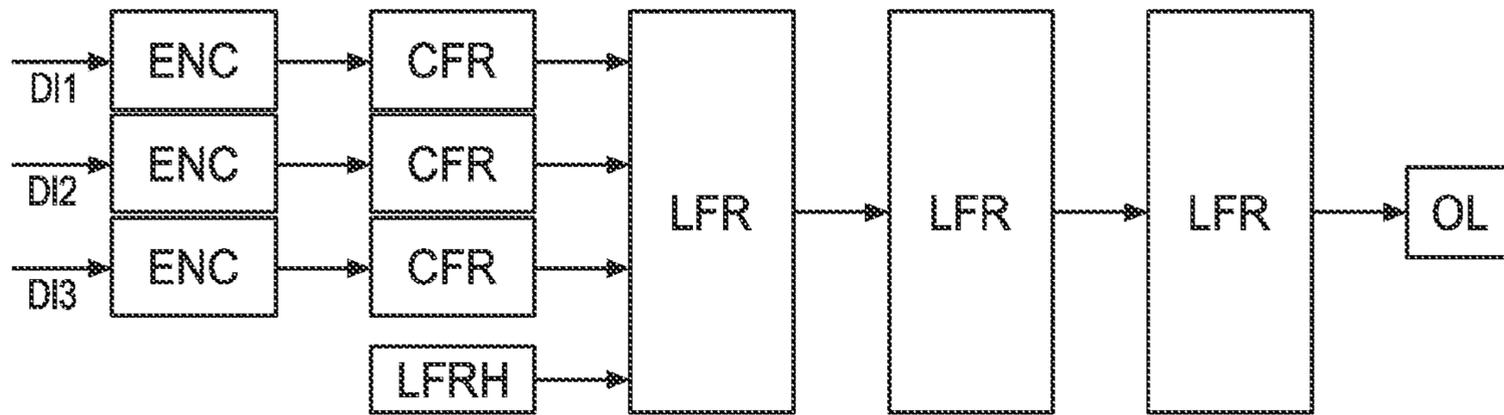 ENC CFR
DI1
ENC CFR
DI2
LFR LFR LFR OL
ENC CFR
DI3
LFRH